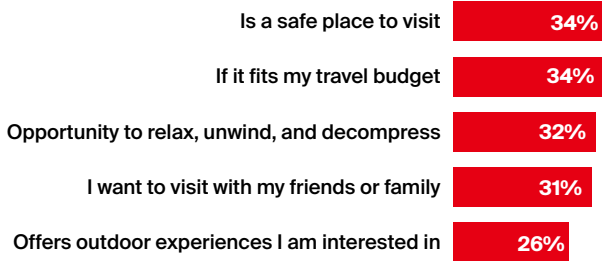 Is a safe place to visit 34%
If it fits my travel budget 34%
Opportunity to relax, unwind, and decompress 32%
I want to visit with my friends or family 31%
Offers outdoor experiences I am interested in 26%